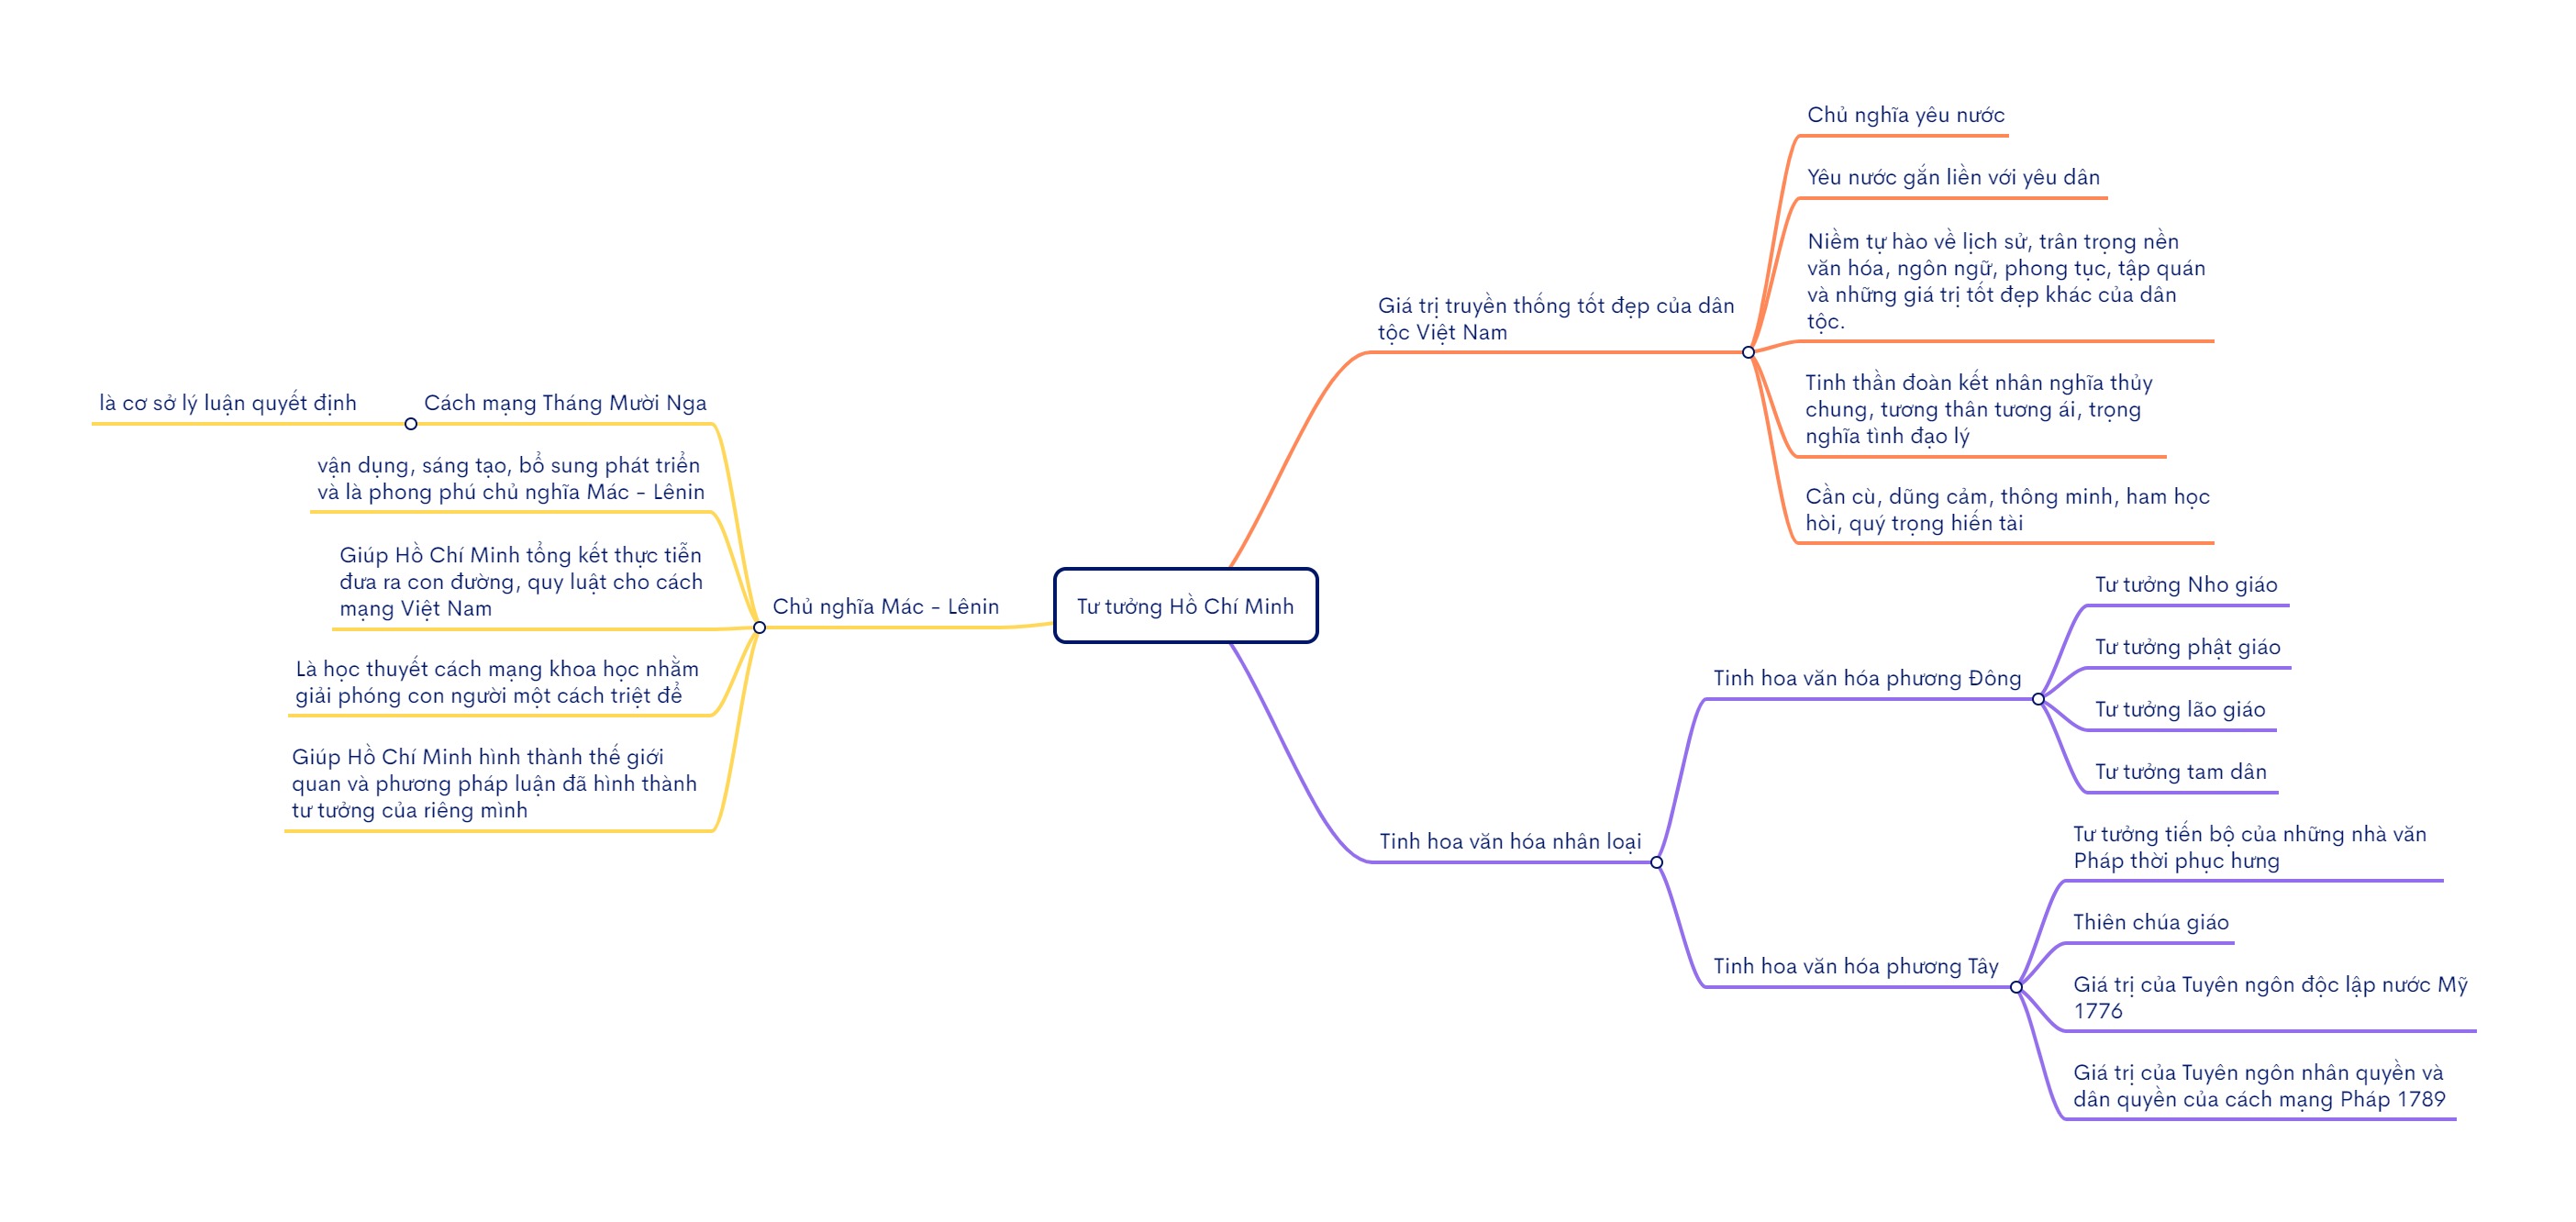 Tư tưởng Hồ Chí Minh
Giá trị truyền thống tốt đẹp của dân
tộc Việt Nam
Chủ nghĩa yêu nước
Yêu nước gắn liền với yêu dân
Niềm tự hào về lịch sử, trân trọng nền
văn hóa, ngôn ngữ, phong tục, tập quán
và những giá trị tốt đẹp khác của dân
tộc.
Tinh thần đoàn kết nhân nghĩa thủy
chung, tương thân tương ái, trọng
nghĩa tình đạo lý
Cần cù, dũng cảm, thông minh, ham học
hỏi, quý trọng hiến tài
Tinh hoa văn hóa nhân loại
Tinh hoa văn hóa phương Đông
Tư tưởng Nho giáo
Tư tưởng phật giáo
Tư tưởng lão giáo
Tư tưởng tam dân
Tinh hoa văn hóa phương Tây
Tư tưởng tiến bộ của những nhà văn
Pháp thời phục hưng
Thiên chúa giáo
Giá trị của Tuyên ngôn độc lập nước Mỹ
1776
Giá trị của Tuyên ngôn nhân quyền và
dân quyền của cách mạng Pháp 1789
Chủ nghĩa Mác - Lênin
Cách mạng Tháng Mười Nga
là cơ sở lý luận quyết định
vận dụng, sáng tạo, bổ sung phát triển
và là phong phú chủ nghĩa Mác - Lênin
Giúp Hồ Chí Minh tổng kết thực tiễn
đưa ra con đường, quy luật cho cách
mạng Việt Nam
Là học thuyết cách mạng khoa học nhằm
giải phóng con người một cách triệt để
Giúp Hồ Chí Minh hình thành thế giới
quan và phương pháp luận đã hình thành
tư tưởng của riêng mình